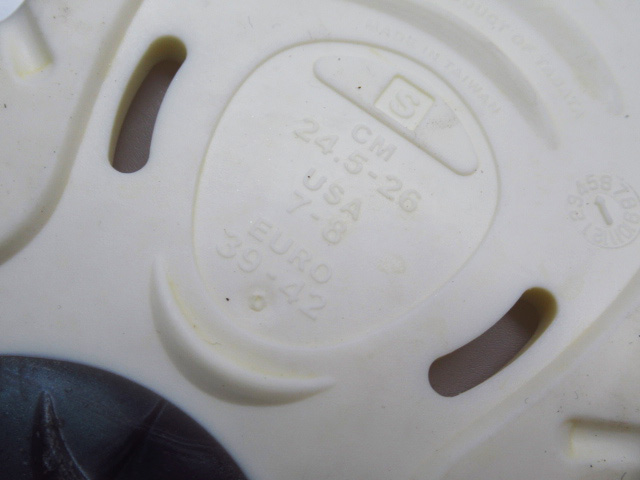 MADE IN TAIWAN
S
CM
24.5-26
USA
7-8
EURO
39-42